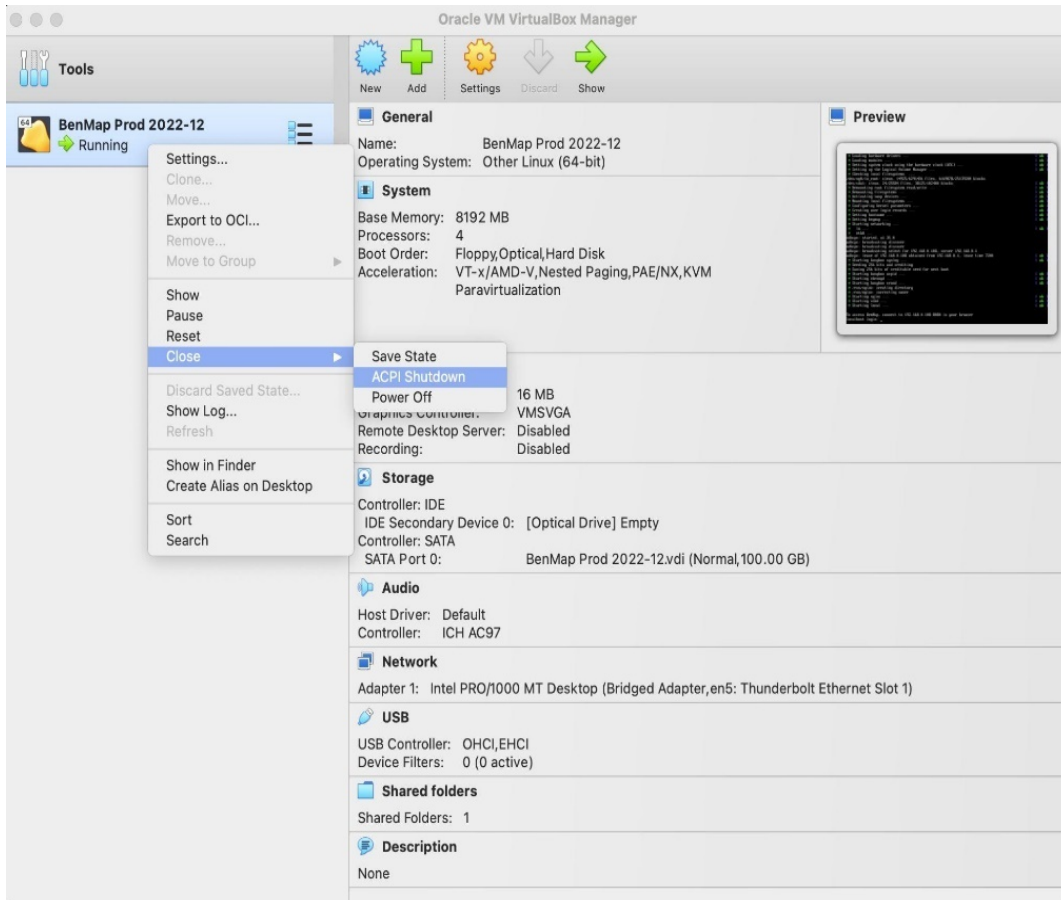 Oracle VM VirtualBox Manager
Tools
New Add Settings Discard Show
64
BenMap Prod 2022-12
Running
Settings...
Clone...
Move...
Export to OCI...
Remove...
Move to Group
Show
Pause
Reset
Close
Discard Saved State...
Show Log...
Refresh
Show in Finder
Create Alias on Desktop
Sort
Search
Save State
ACPI Shutdown
Power Off
General
Name: BenMap Prod 2022-12
Operating System: Other Linux (64-bit)
System
Base Memory: 8192 MB
Processors: 4
Boot Order: Floppy,Optical,Hard Disk
Acceleration: VT-x/AMD-V,Nested Paging,PAE/NX,KVM
Paravirtualization
Preview
16 MB
Graphics Controller: VMSVGA
Remote Desktop Server: Disabled
Recording: Disabled
Storage
Controller: IDE
IDE Secondary Device 0: [Optical Drive] Empty
Controller: SATA
SATA Port 0: BenMap Prod 2022-12.vdi (Normal,100.00 GB)
Audio
Host Driver: Default
Controller: ICH AC97
Network
Adapter 1: Intel PRO/1000 MT Desktop (Bridged Adapter,en5: Thunderbolt Ethernet Slot 1)
USB
USB Controller: OHCI,EHCI
Device Filters: 0 (0 active)
Shared folders
Shared Folders: 1
Description
None